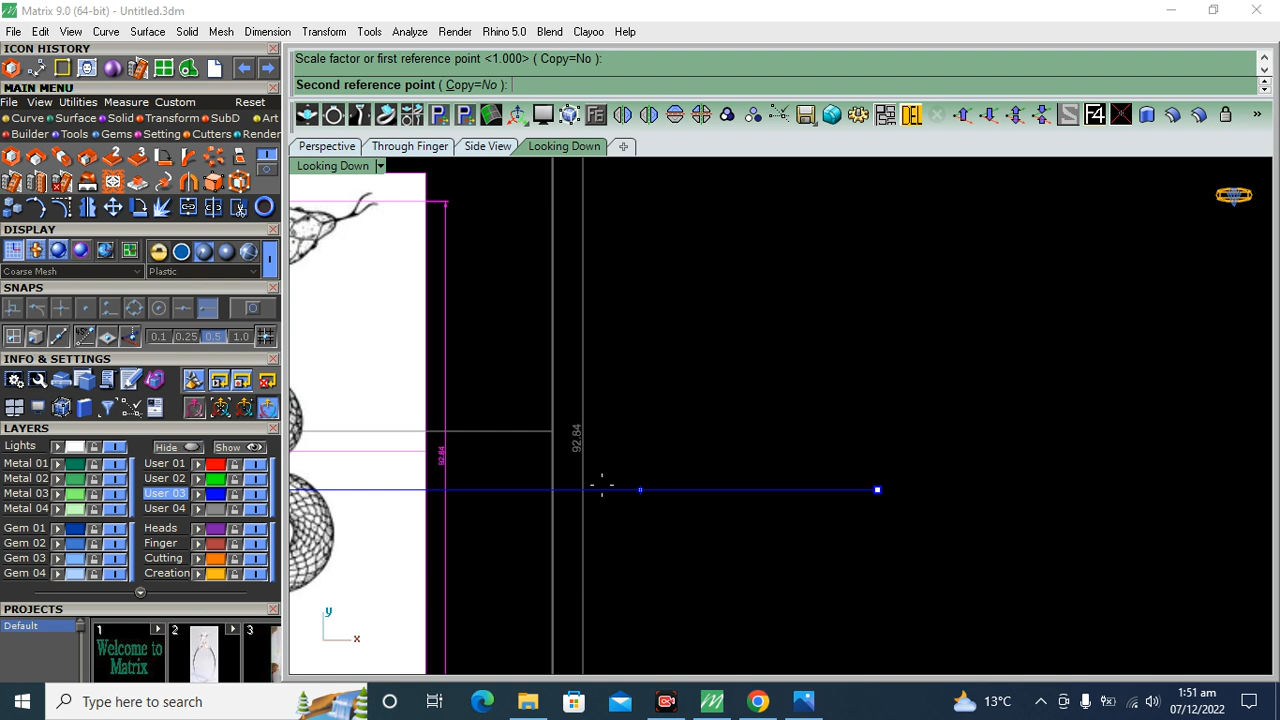 Matrix 9.0 (64-bit) - Untitled.3dm
File Edit View Curve Surface Solid Mesh Dimension Transform Tools Analyze Render Rhino 5.0 Blend Clayoo Help
ICON HISTORY
Scale factor or first reference point <1.000> ( Copy=No ):
Second reference point ( Copy=No ):
MAIN MENU
File View Utilities Measure Custom Reset
Curve Surface Solid Transform SubD Art
Builder Tools Gems Setting Cutters Render
P P F4 DEL
Perspective Through Finger Side View Looking Down
Looking Down
DISPLAY
Coarse Mesh Plastic
SNAPS
0.1 0.25 0.5 1.0
INFO & SETTINGS
LAYERS
Lights Hide Show
Metal 01 User 01
Metal 02 User 02
Metal 03 User 03
Metal 04 User 04
Gem 01 Heads
Gem 02 Finger
Gem 03 Cutting
Gem 04 Creation
92.84
92.84
y
x
PROJECTS
Default
1 2 3
Welcome to
Matrix
Type here to search
13°C
1:51 am
07/12/2022